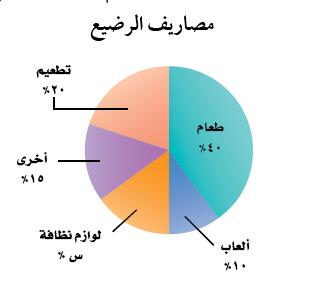 مصاريف الرضيع
تطعيم
٢٠٪
طعام
٤٠٪
أخرى
١٥٪
لوازم نظافة
س ٪
ألعاب
١٠٪